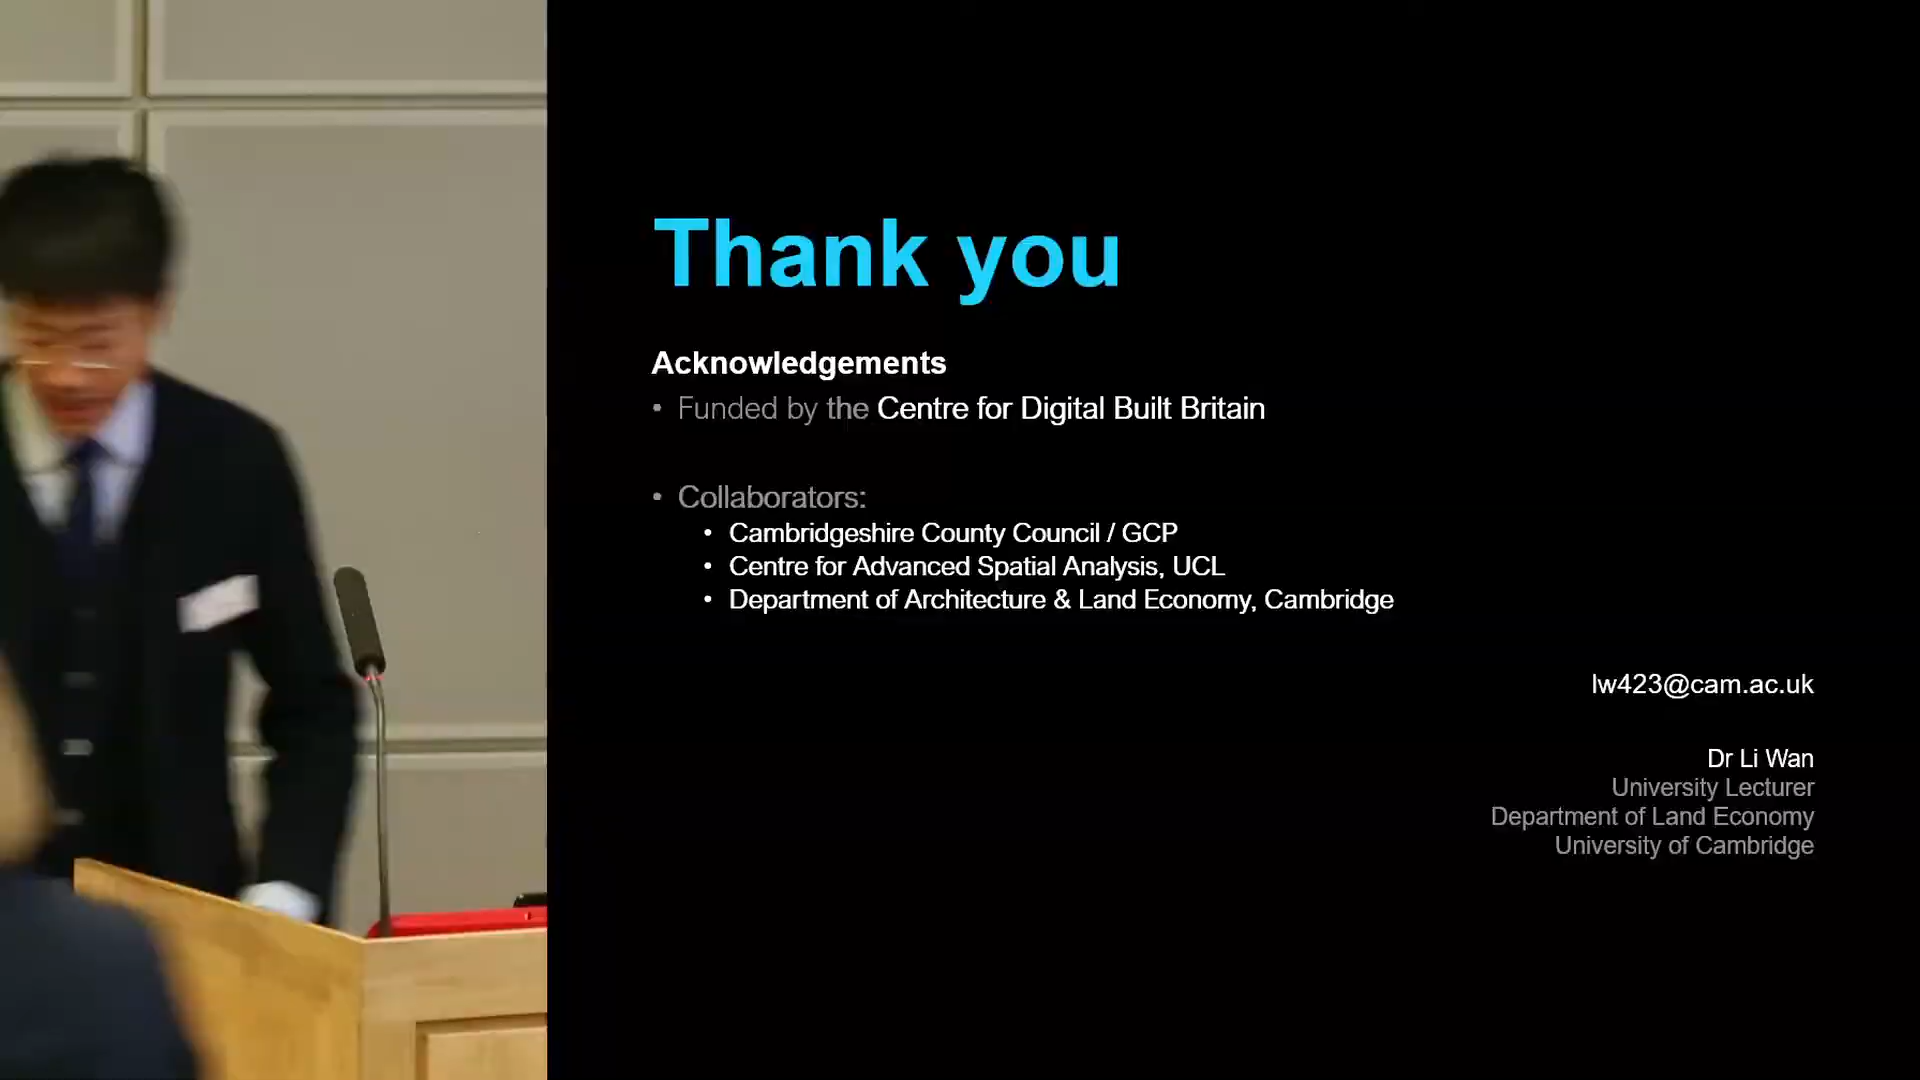 Thank you
Acknowledgements
• Funded by the Centre for Digital Built Britain
• Collaborators:
• Cambridgeshire County Council / GCP
• Centre for Advanced Spatial Analysis, UCL
• Department of Architecture & Land Economy, Cambridge
lw423@cam.ac.uk
Dr Li Wan
University Lecturer
Department of Land Economy
University of Cambridge